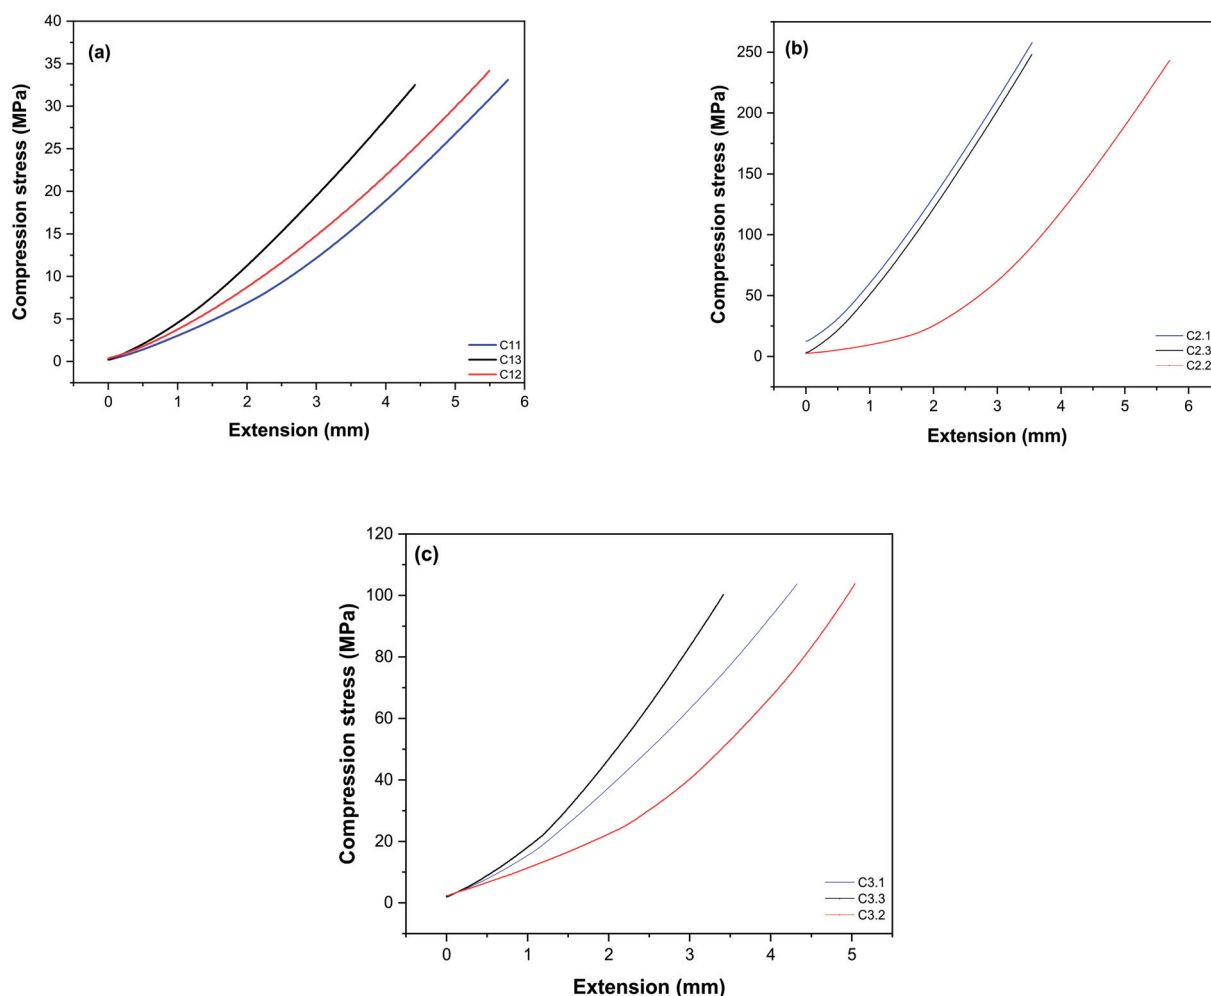 (a)
Compression stress (MPa)
40
35
30
25
20
15
10
5
0
0 1 2 3 4 5 6
Extension (mm)
C11
C13
C12
(b)
Compression stress (MPa)
250
200
150
100
50
0
0 1 2 3 4 5 6
Extension (mm)
C2.1
C2.3
C2.2
(c)
Compression stress (MPa)
120
100
80
60
40
20
0
0 1 2 3 4 5
Extension (mm)
C3.1
C3.3
C3.2